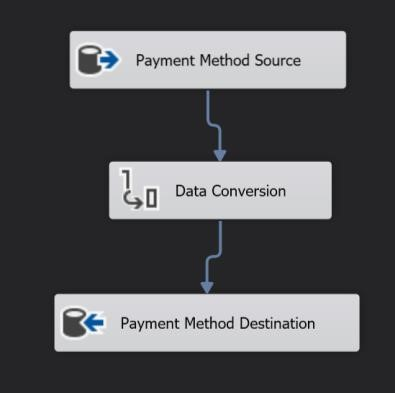 Payment Method Source
Data Conversion
Payment Method Destination